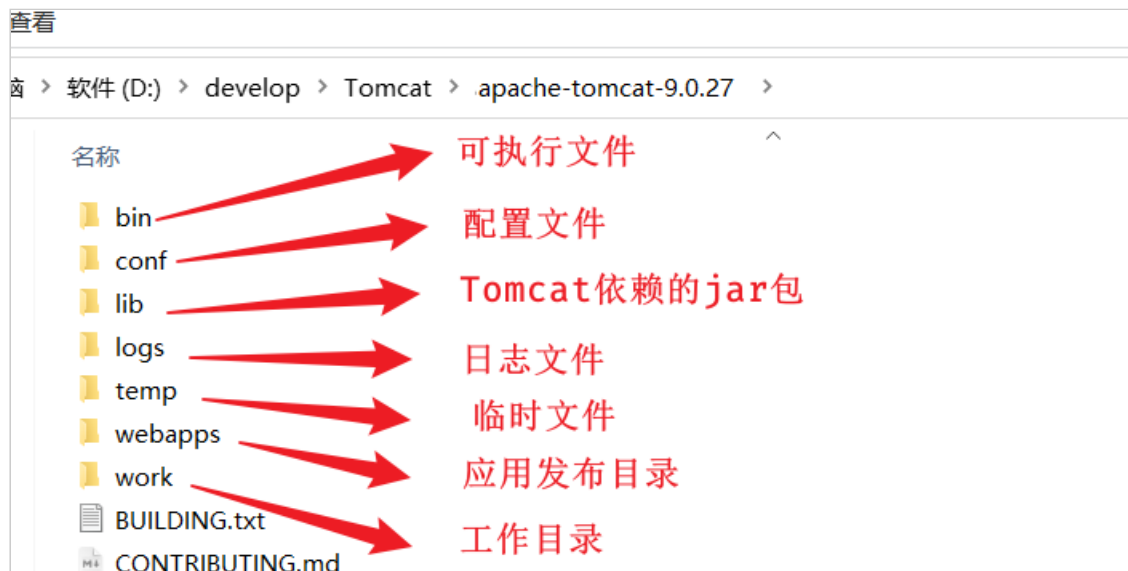 查看
软件 (D:) > develop > Tomcat > apache-tomcat-9.0.27 >
名称
可执行文件
bin
配置文件
conf
Tomcat依赖的jar包
lib
logs
日志文件
temp
临时文件
webapps
应用发布目录
work
BUILDING.txt
工作目录
CONTRIBUTING.md